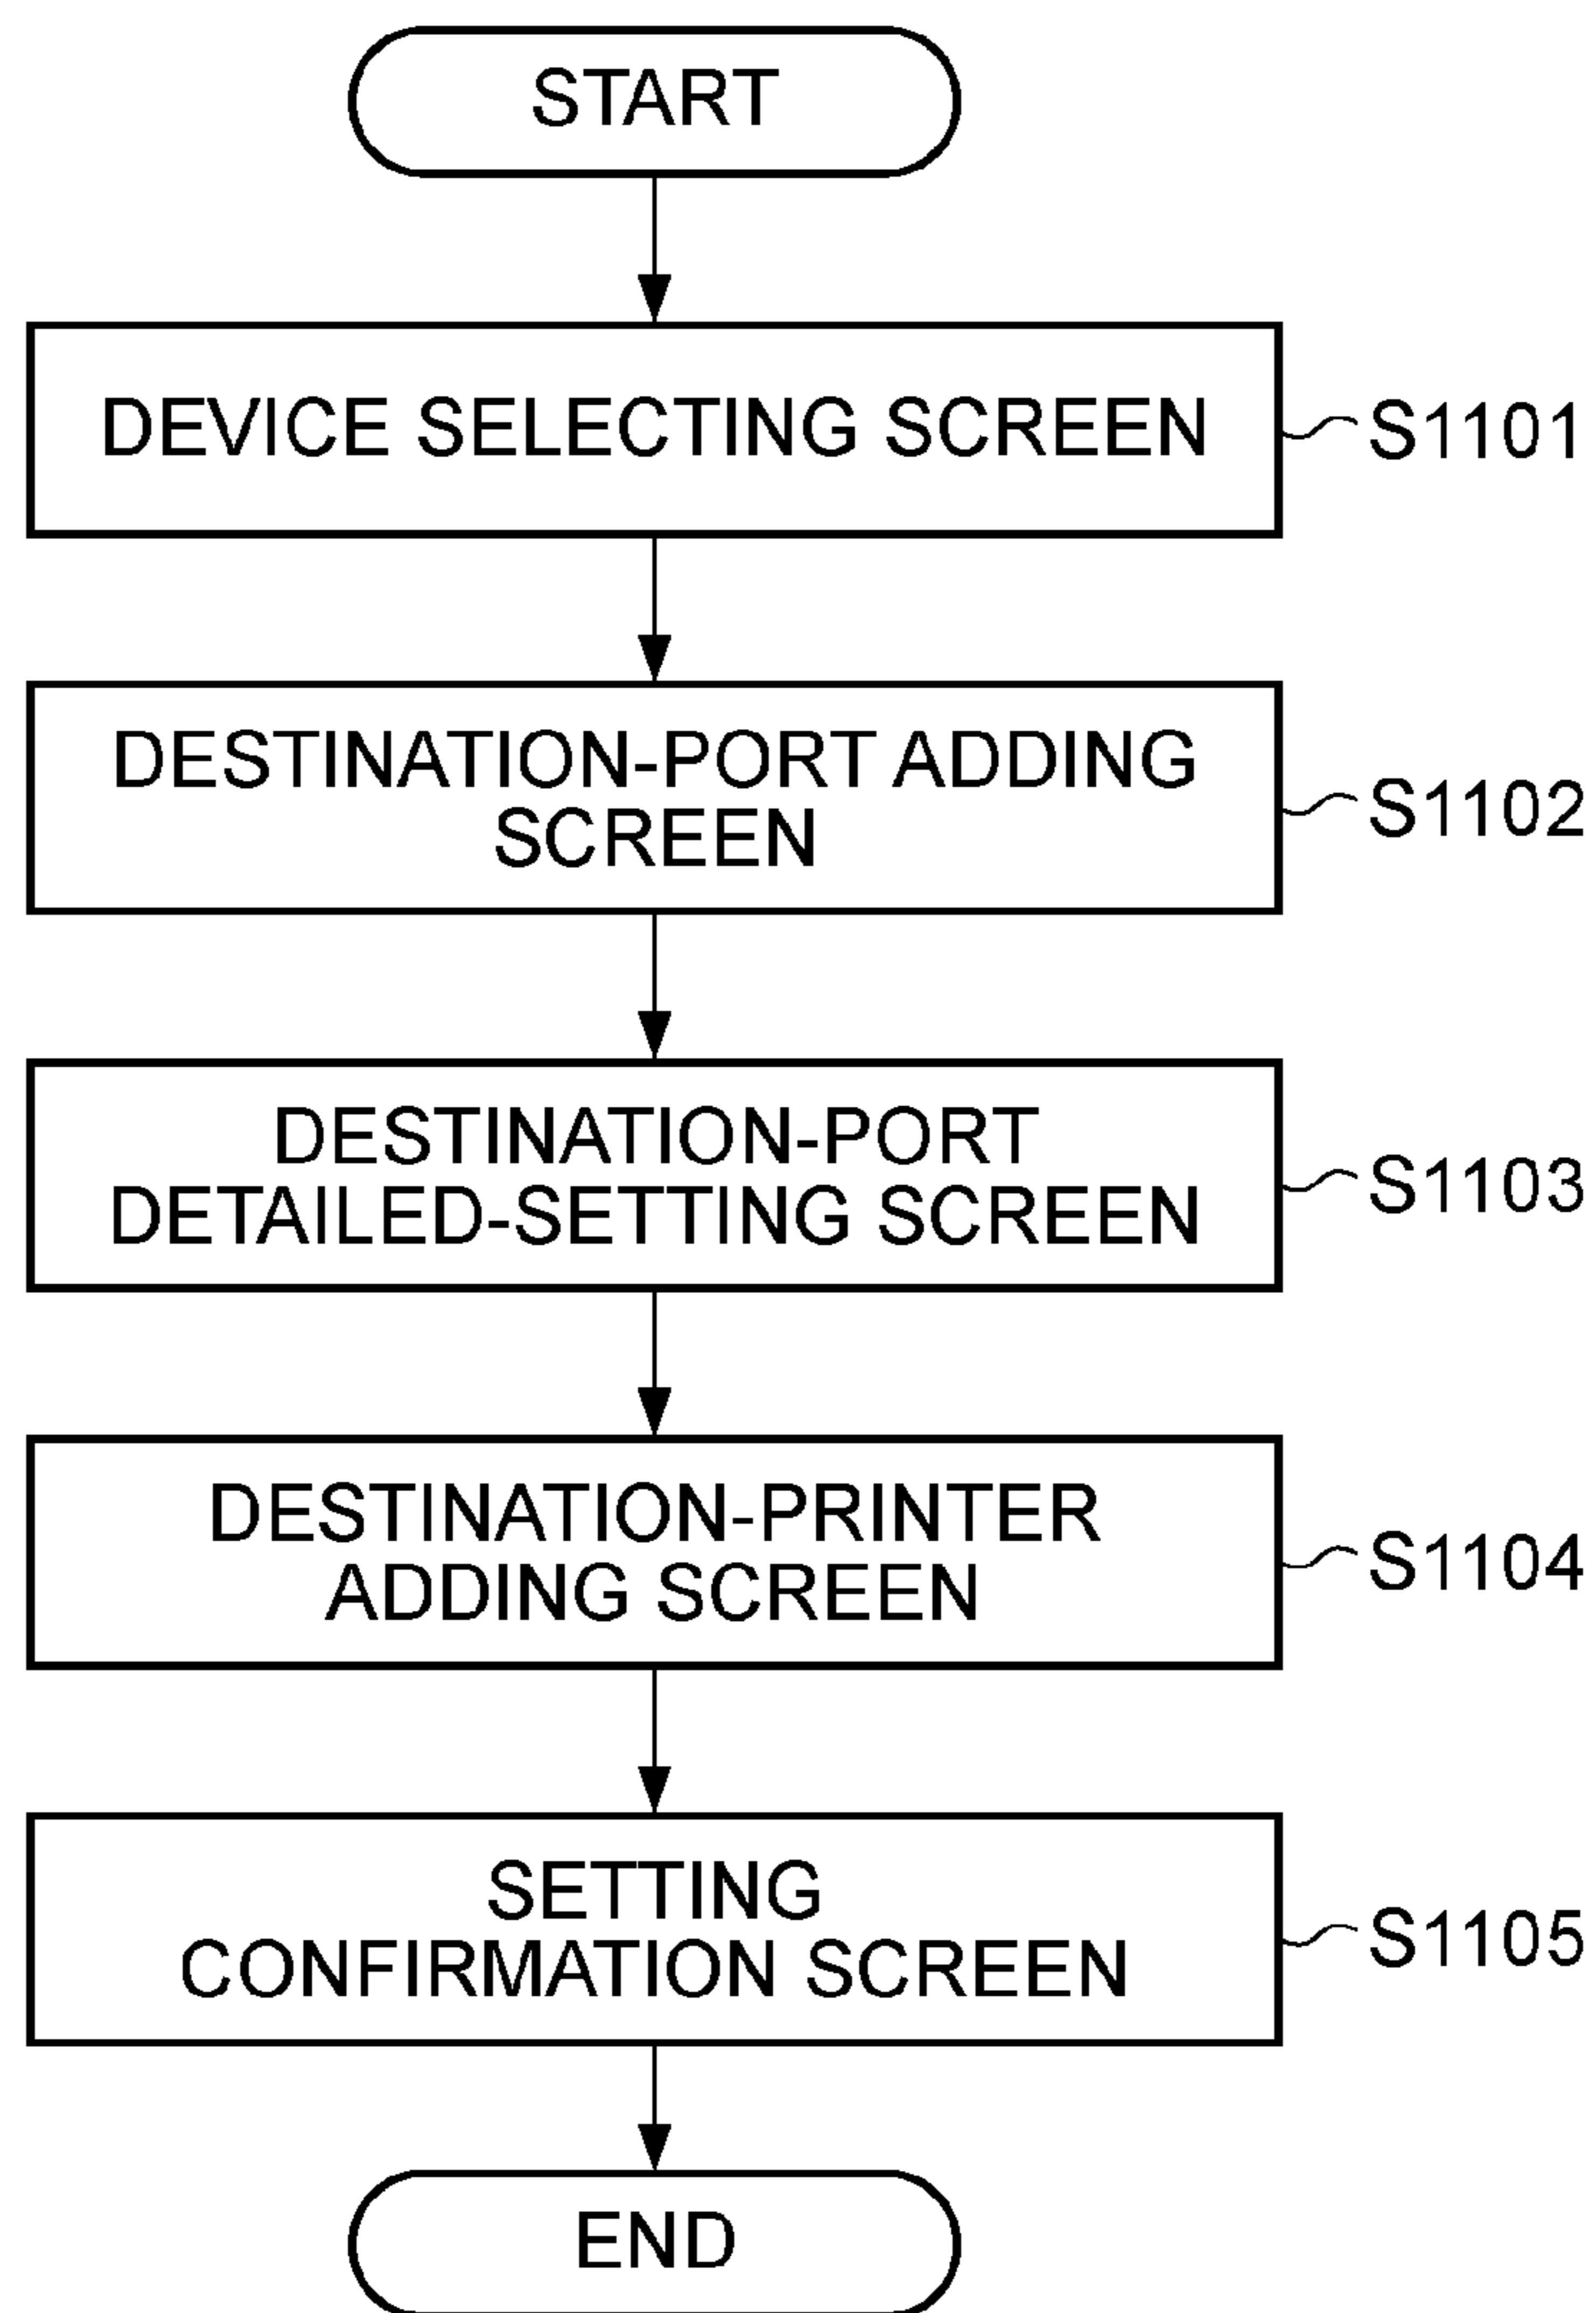 START
DEVICE SELECTING SCREEN
S1101
DESTINATION-PORT ADDING
SCREEN
S1102
DESTINATION-PORT
DETAILED-SETTING SCREEN
S1103
DESTINATION-PRINTER
ADDING SCREEN
S1104
SETTING
CONFIRMATION SCREEN
S1105
END